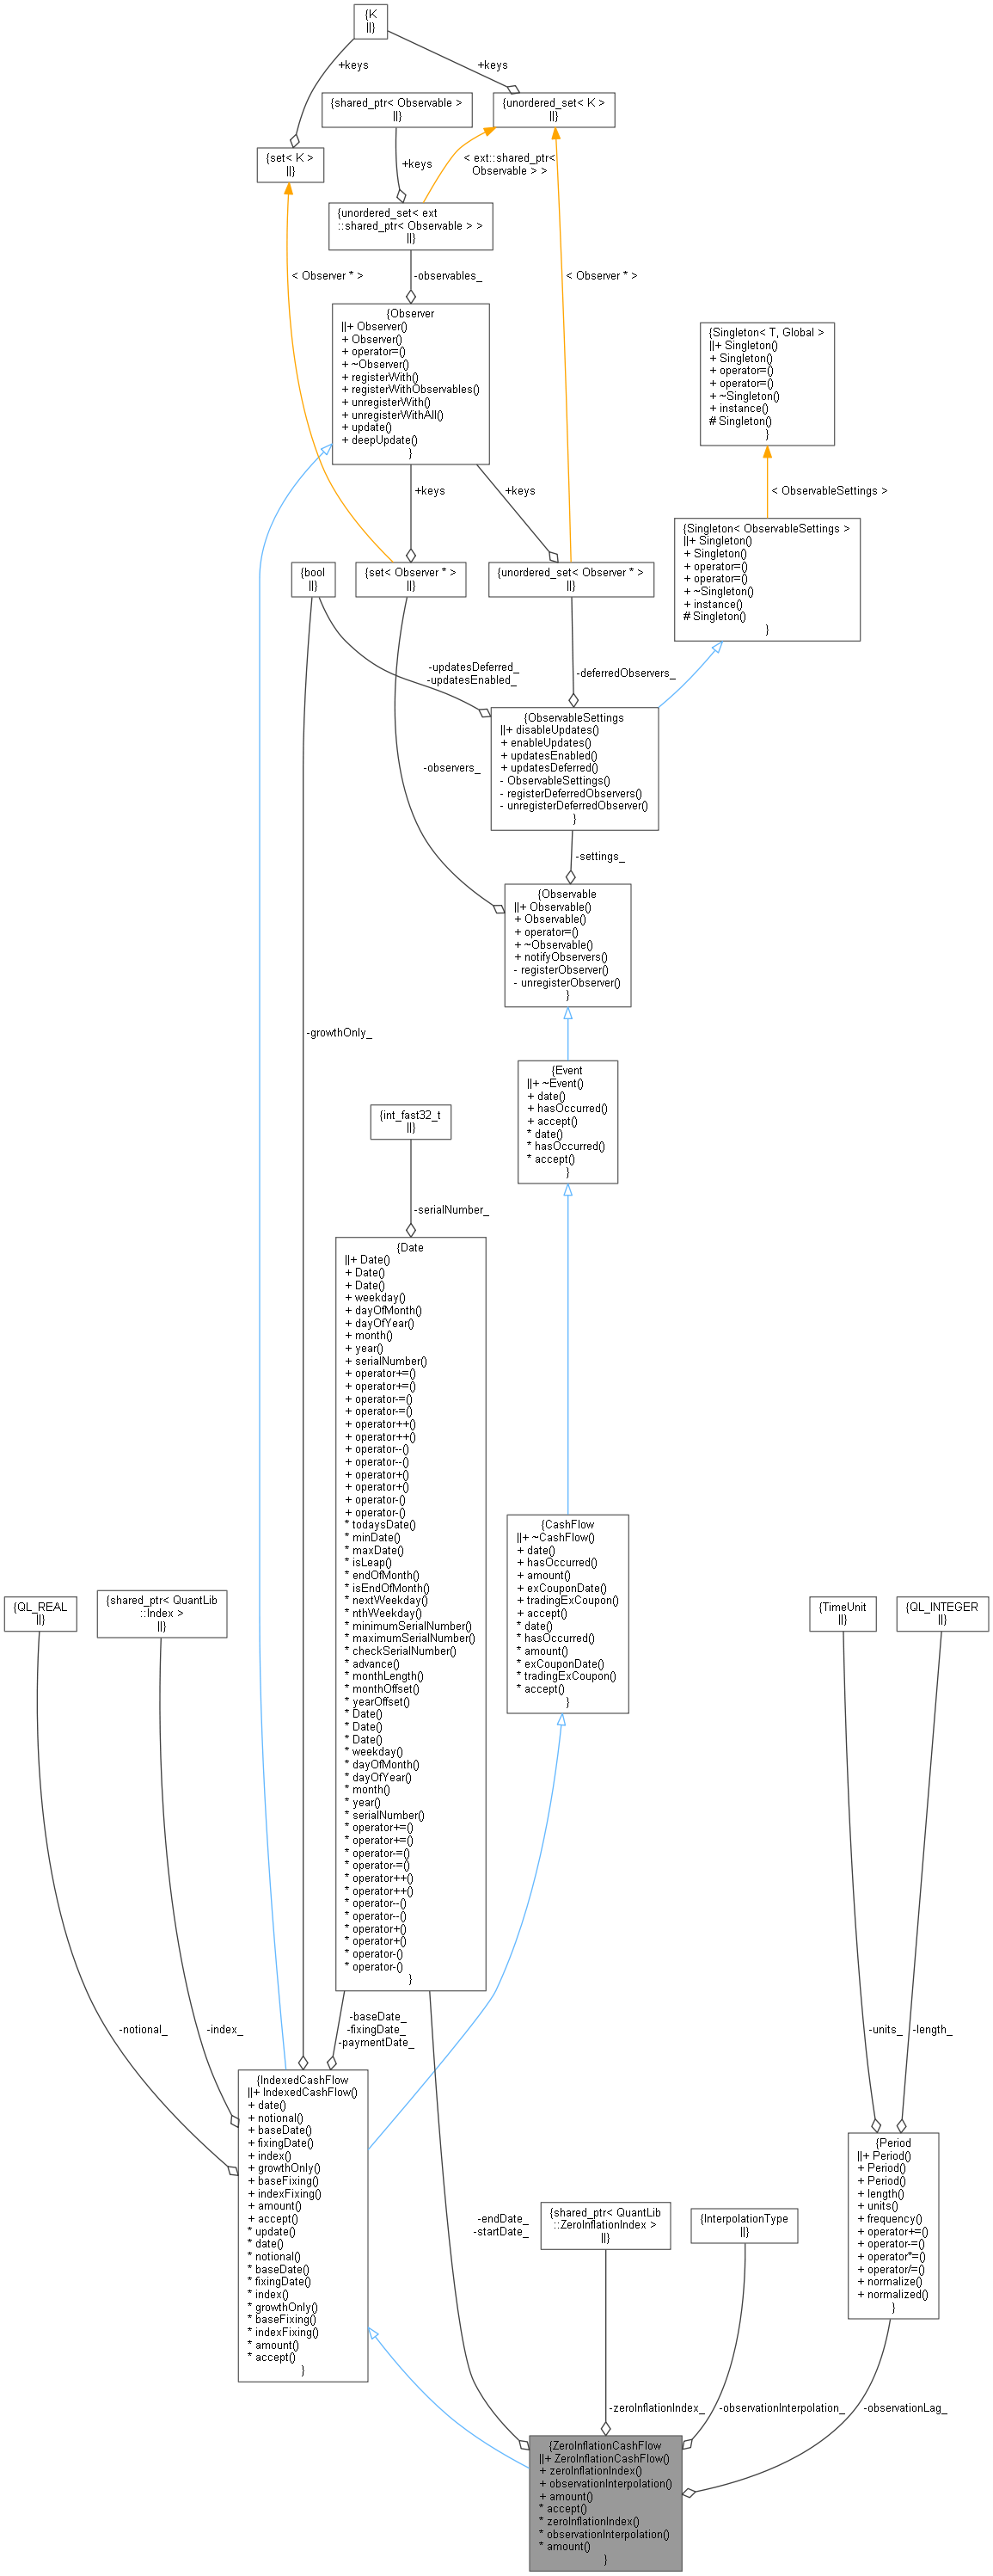 {K
||}
+keys
+keys
{shared_ptr< Observable >
||}
{unordered_set< K >
||}
{set< K >
||}
+keys
< ext::shared_ptr<
Observable > >
{unordered_set< ext
::shared_ptr< Observable > >
||}
< Observer * >
-observables_
< Observer * >
{Observer
||+ Observer()
+ Observer()
+ operator=()
+ ~Observer()
+ registerWith()
+ registerWithObservables()
+ unregisterWith()
+ unregisterWithAll()
+ update()
+ deepUpdate()
}
{Singleton< T, Global >
||+ Singleton()
+ Singleton()
+ operator=()
+ operator=()
+ ~Singleton()
+ instance()
# Singleton()
}
+keys
+keys
< ObservableSettings >
{Singleton< ObservableSettings >
||+ Singleton()
+ Singleton()
+ operator=()
+ operator=()
+ ~Singleton()
+ instance()
# Singleton()
}
{bool
||}
{set< Observer * >
||}
{unordered_set< Observer * >
||}
-updatesDeferred_
-updatesEnabled_
-deferredObservers_
{ObservableSettings
||+ disableUpdates()
+ enableUpdates()
+ updatesEnabled()
+ updatesDeferred()
- ObservableSettings()
- registerDeferredObservers()
- unregisterDeferredObserver()
}
-observers_
-settings_
{Observable
||+ Observable()
+ Observable()
+ operator=()
+ ~Observable()
+ notifyObservers()
- registerObserver()
- unregisterObserver()
}
-growthOnly_
{Event
||+ ~Event()
+ date()
+ hasOccurred()
+ accept()
* date()
* hasOccurred()
* accept()
}
{int_fast32_t
||}
-serialNumber_
{Date
||+ Date()
+ Date()
+ Date()
+ weekday()
+ dayOfMonth()
+ dayOfYear()
+ month()
+ year()
+ serialNumber()
+ operator+=()
+ operator+=()
+ operator-=()
+ operator-=()
+ operator++()
+ operator++()
+ operator--()
+ operator--()
+ operator+()
+ operator+()
+ operator-()
+ operator-()
* todaysDate()
* minDate()
* maxDate()
* isLeap()
* endOfMonth()
* isEndOfMonth()
* nextWeekday()
* nthWeekday()
* minimumSerialNumber()
* maximumSerialNumber()
* checkSerialNumber()
* advance()
* monthLength()
* monthOffset()
* yearOffset()
* Date()
* Date()
* Date()
* weekday()
* dayOfMonth()
* dayOfYear()
* month()
* year()
* serialNumber()
* operator+=()
* operator+=()
* operator-=()
* operator-=()
* operator++()
* operator++()
* operator--()
* operator--()
* operator+()
* operator+()
* operator-()
* operator-()
}
{CashFlow
||+ ~CashFlow()
+ date()
+ hasOccurred()
+ amount()
+ exCouponDate()
+ tradingExCoupon()
+ accept()
* date()
* hasOccurred()
* amount()
* exCouponDate()
* tradingExCoupon()
* accept()
}
{QL_REAL
||}
{shared_ptr< QuantLib
::Index >
||}
{TimeUnit
||}
{QL_INTEGER
||}
-notional_
-index_
-baseDate_
-fixingDate_
-paymentDate_
-units_
-length_
{IndexedCashFlow
||+ IndexedCashFlow()
+ date()
+ notional()
+ baseDate()
+ fixingDate()
+ index()
+ growthOnly()
+ baseFixing()
+ indexFixing()
+ amount()
+ accept()
* update()
* date()
* notional()
* baseDate()
* fixingDate()
* index()
* growthOnly()
* baseFixing()
* indexFixing()
* amount()
* accept()
}
{Period
||+ Period()
+ Period()
+ Period()
+ length()
+ units()
+ frequency()
+ operator+=()
+ operator-=()
+ operator*=()
+ operator/=()
+ normalize()
+ normalized()
}
-endDate_
-startDate_
{shared_ptr< QuantLib
::ZeroInflationIndex >
||}
{InterpolationType
||}
-zeroInflationIndex_
-observationInterpolation_
-observationLag_
{ZeroInflationCashFlow
||+ ZeroInflationCashFlow()
+ zeroInflationIndex()
+ observationInterpolation()
+ amount()
* accept()
* zeroInflationIndex()
* observationInterpolation()
* amount()
}